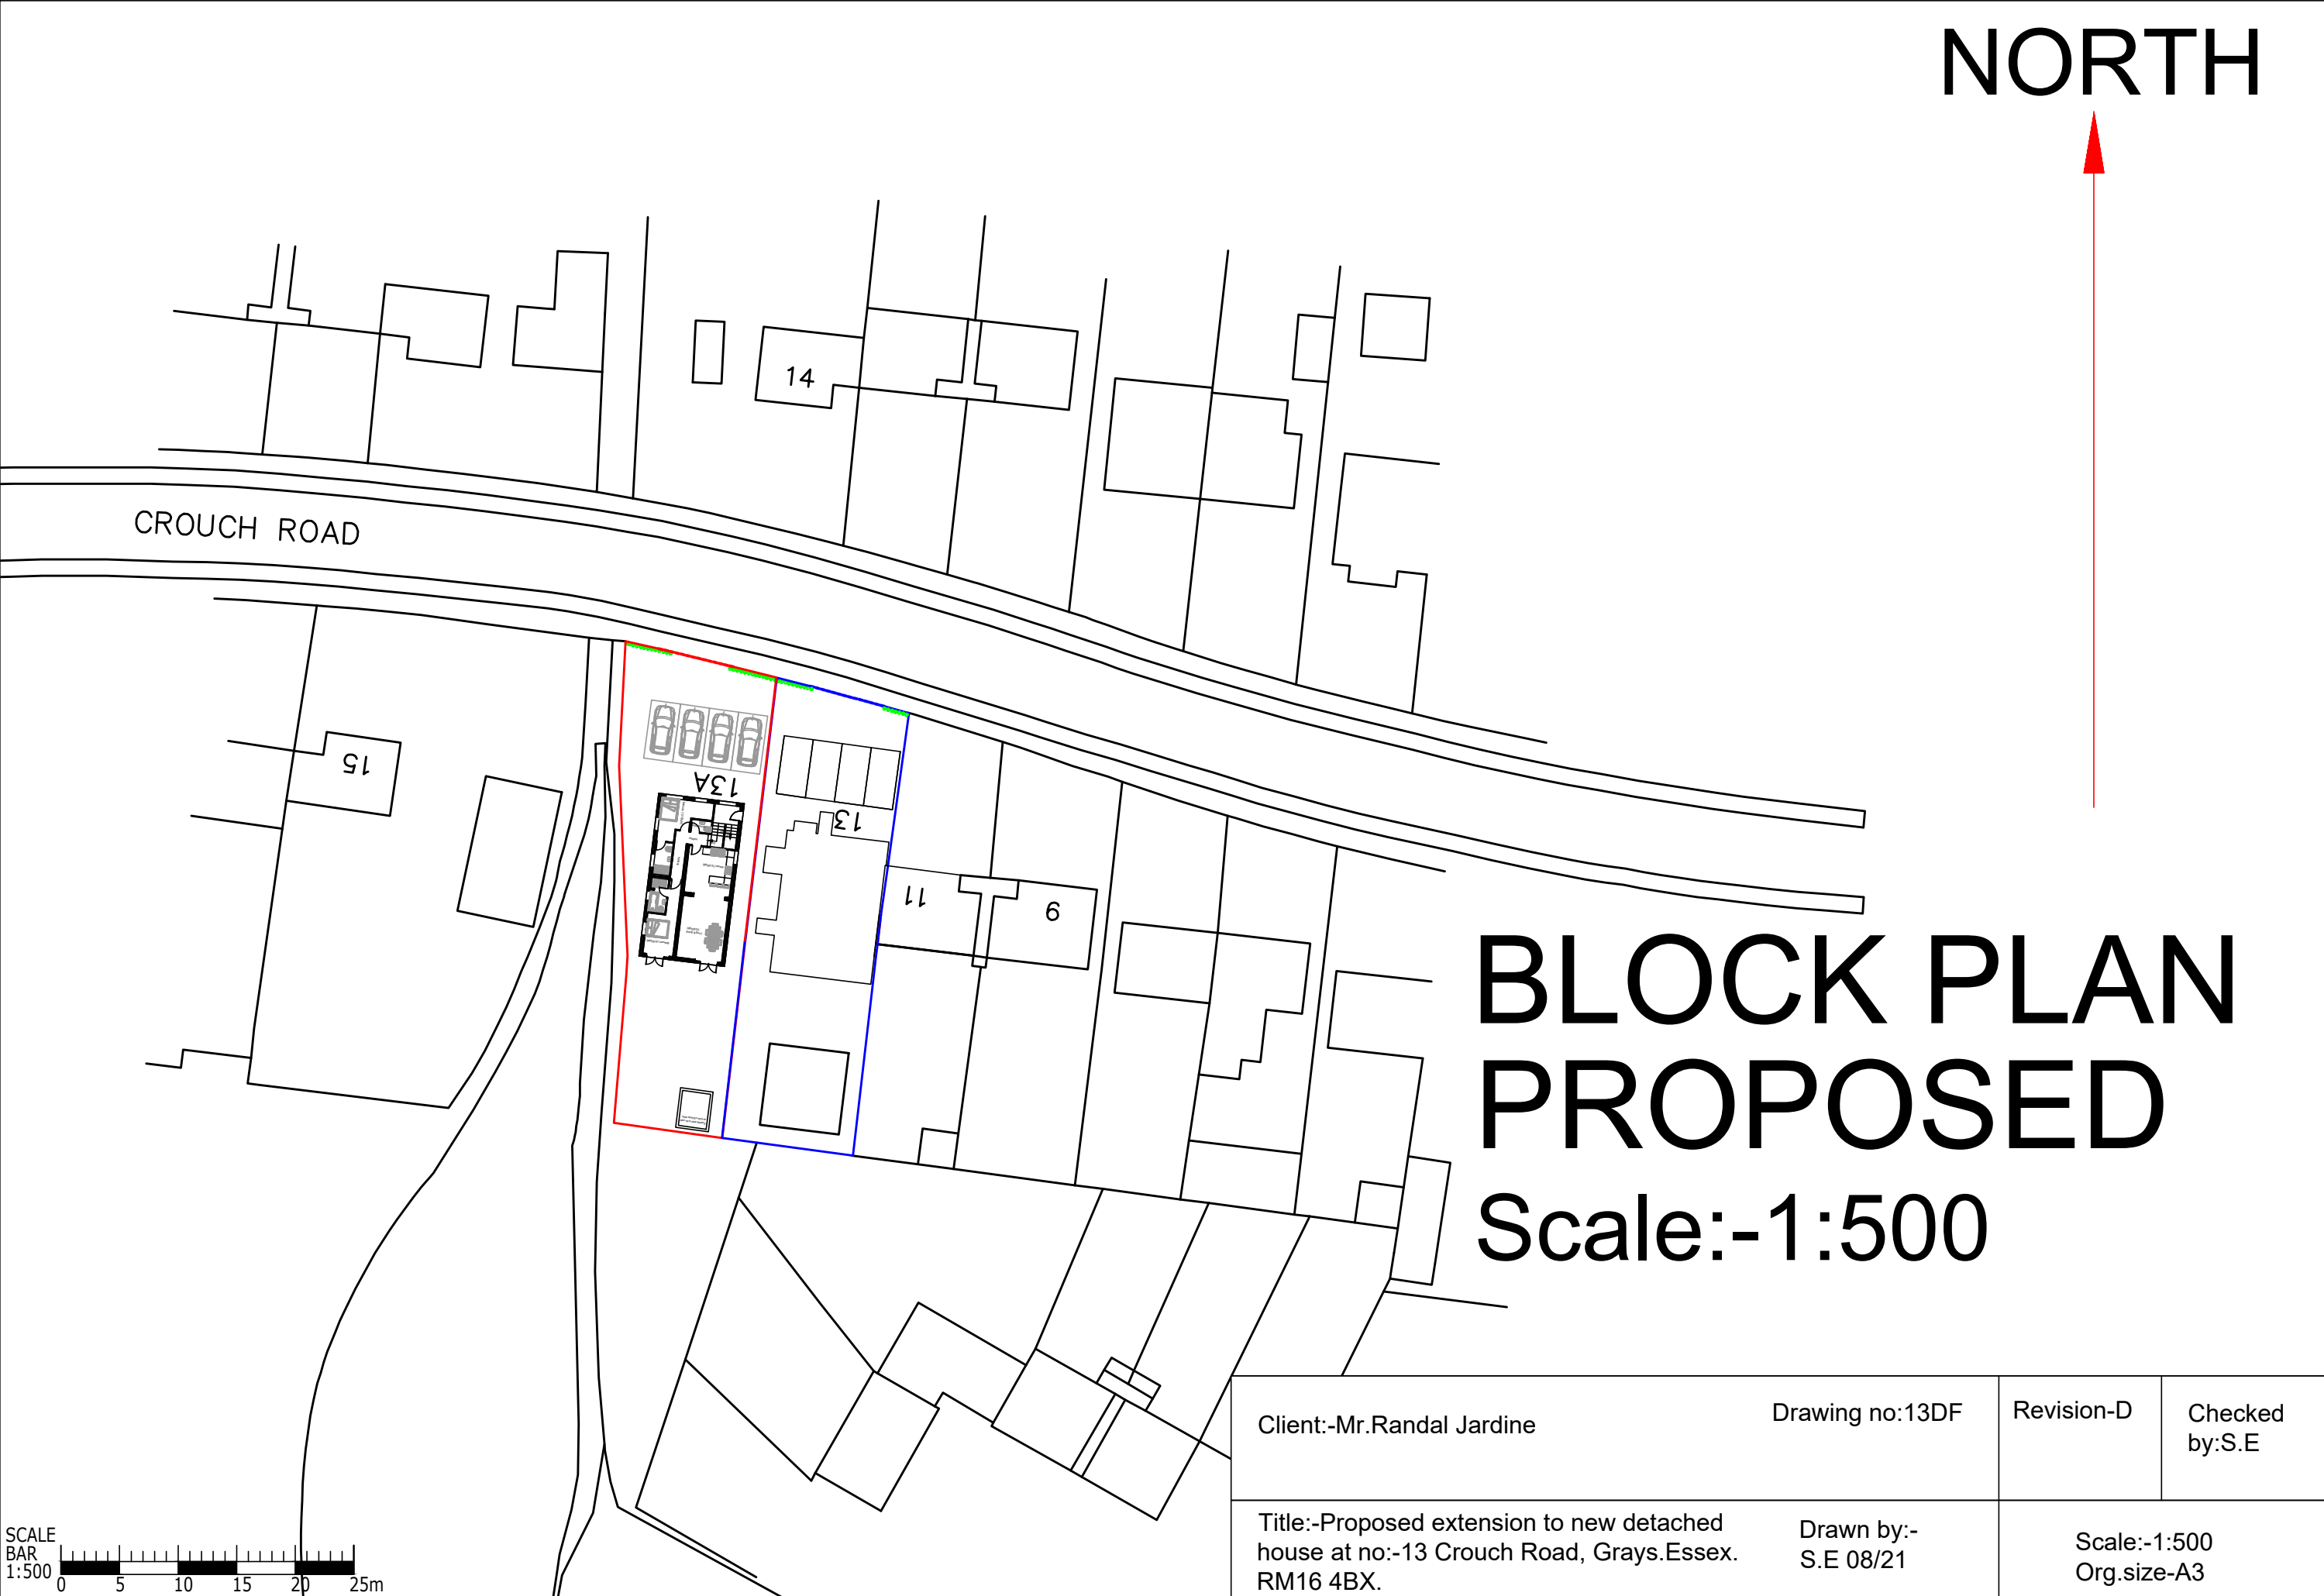 NORTH
14
CROUCH ROAD
15
13A
13
11
9
BLOCK PLAN
PROPOSED
Scale:-1:500
Client:-Mr.Randal Jardine
Drawing no:13DF
Revision-D
Checked
by:S.E
Title:-Proposed extension to new detached
house at no:-13 Crouch Road, Grays.Essex.
RM16 4BX.
Drawn by:-
S.E 08/21
Scale:-1:500
Org.size-A3
SCALE
BAR
1:500
0 5 10 15 20 25m